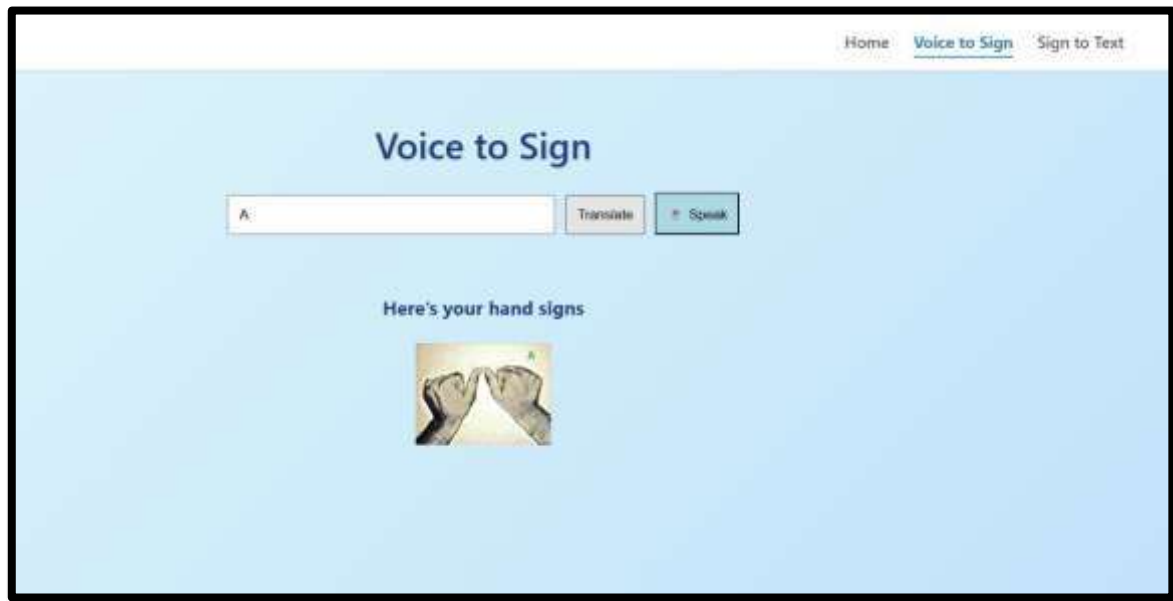 Home Voice to Sign Sign to Text
Voice to Sign
A Translate Speak
Here's your hand signs
A